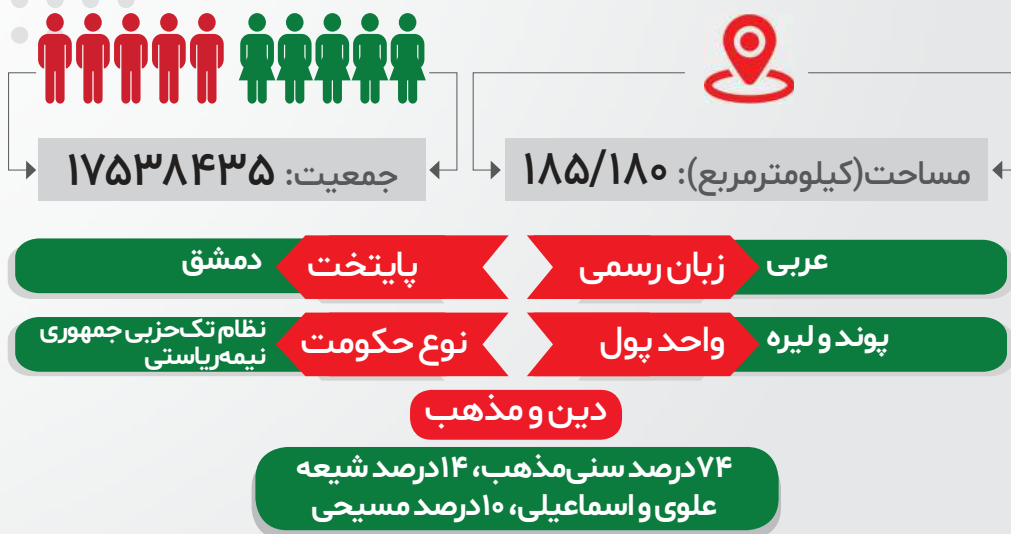 مساحت(کیلومترمربع): ۱۸۵/۱۸۰
جمعیت: ۱۷۵۳۸۴۳۵
زبان رسمی
عربی
پایتخت
دمشق
واحد پول
پوند و لیره
نوع حکومت
نظام تک‌حزبی جمهوری
نیمه‌ریاستی
دین و مذهب
۷۴درصد سنی‌مذهب، ۱۴درصد شیعه
علوی و اسماعیلی، ۱۰درصد مسیحی